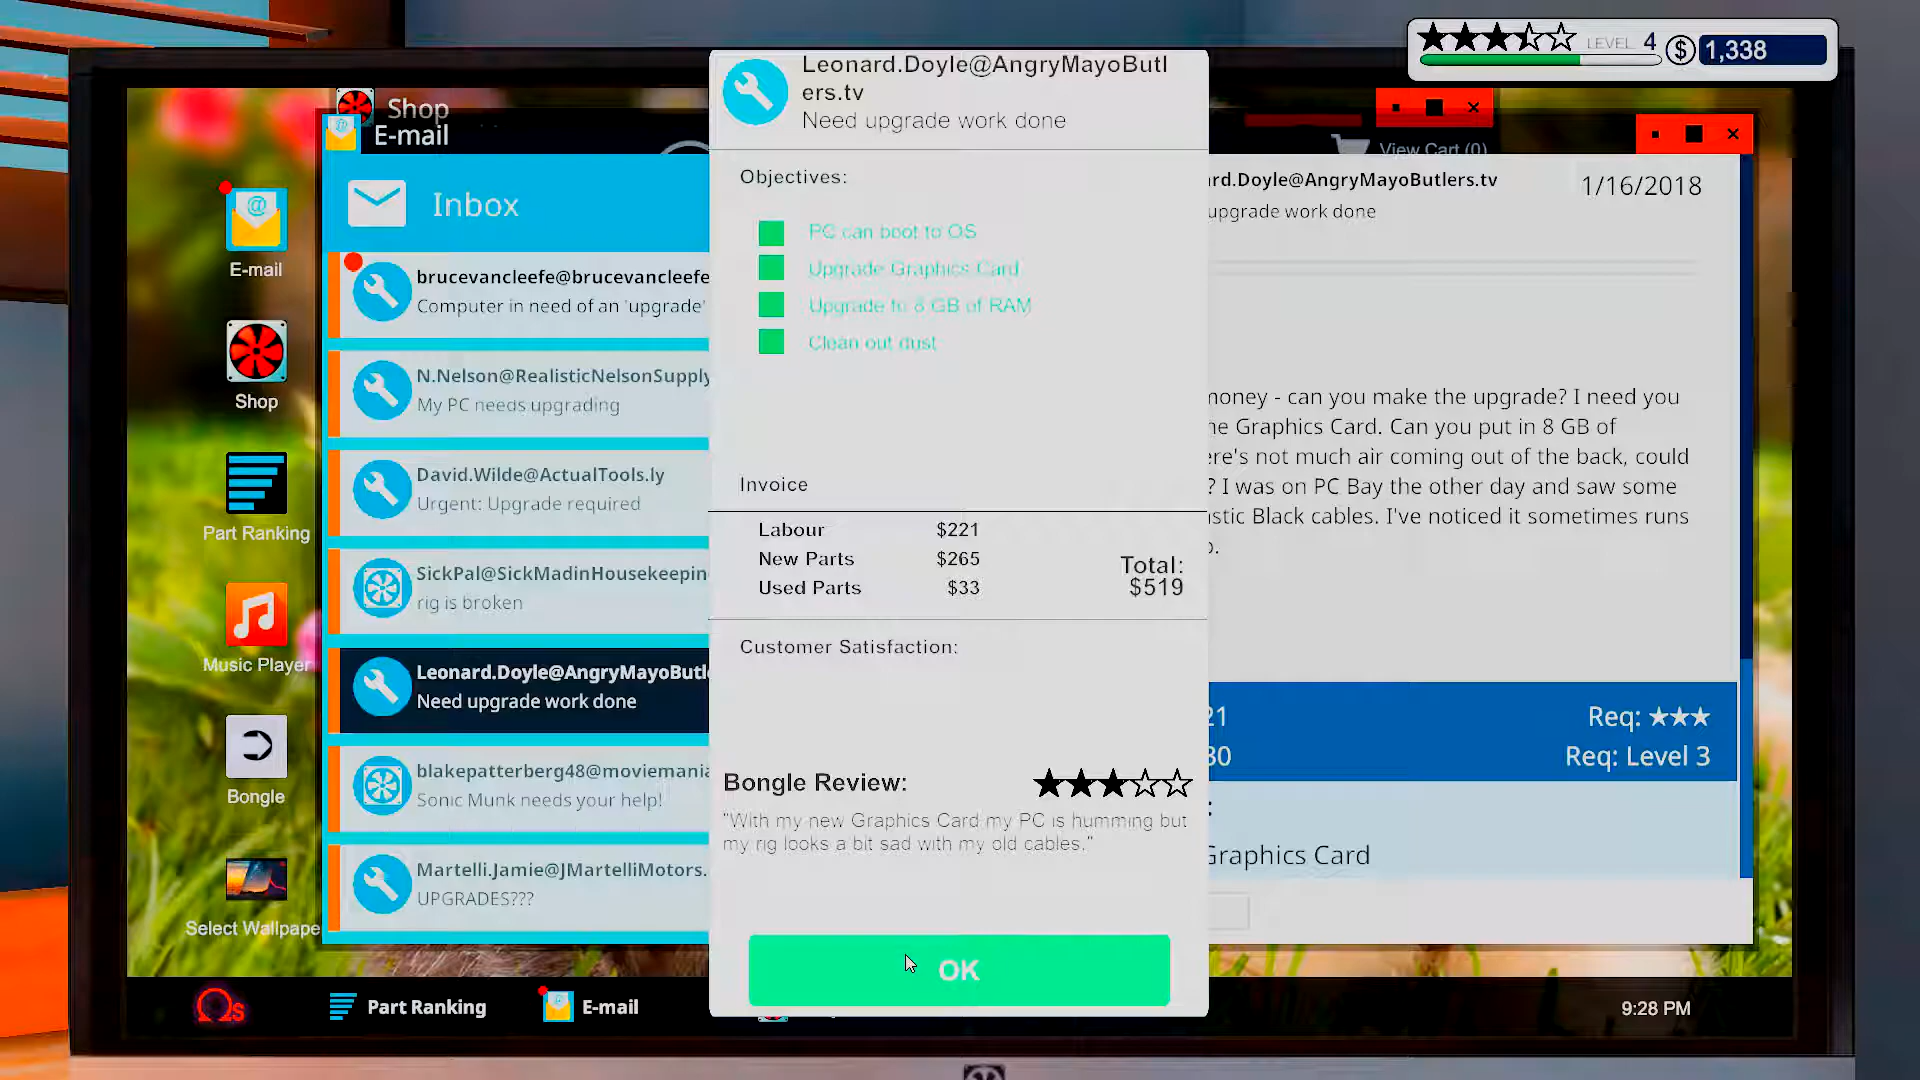 LEVEL 4
1,338
Shop
E-mail
View Cart (0)
E-mail
Shop
Part Ranking
Music Player
Bongle
Select Wallpape
Inbox
brucevancleefe@brucevancleefe
Computer in need of an 'upgrade'
N.Nelson@RealisticNelsonSupply
My PC needs upgrading
David.Wilde@ActualTools.ly
Urgent: Upgrade required
SickPal@SickMadinHousekeepin
rig is broken
Leonard.Doyle@AngryMayoButl
Need upgrade work done
blakepatterberg48@moviemania
Sonic Munk needs your help!
Martelli.Jamie@JMartelliMotors.
UPGRADES???
Leonard.Doyle@AngryMayoButl
ers.tv
Need upgrade work done
Objectives:
PC can boot to OS
Upgrade Graphics Card
Upgrade to 8 GB of RAM
Clean out dust
Invoice
Labour $221
New Parts $265
Used Parts $33
Total:
$519
Customer Satisfaction:
Bongle Review:
"With my new Graphics Card my PC is humming but
my rig looks a bit sad with my old cables."
OK
rd.Doyle@AngryMayoButlers.tv
1/16/2018
upgrade work done
money - can you make the upgrade? I need you
he Graphics Card. Can you put in 8 GB of
ere's not much air coming out of the back, could
? I was on PC Bay the other day and saw some
stic Black cables. I've noticed it sometimes runs
21
Req: ★★★
30
Req: Level 3
Graphics Card
Part Ranking
E-mail
9:28 PM